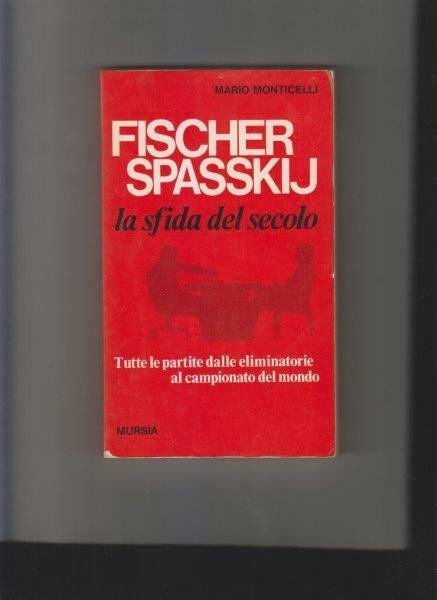 MARIO MONTICELLI
FISCHER
SPASSKIJ
la sfida del secolo
Tutte le partite dalle eliminatorie
al campionato del mondo
MURSIA